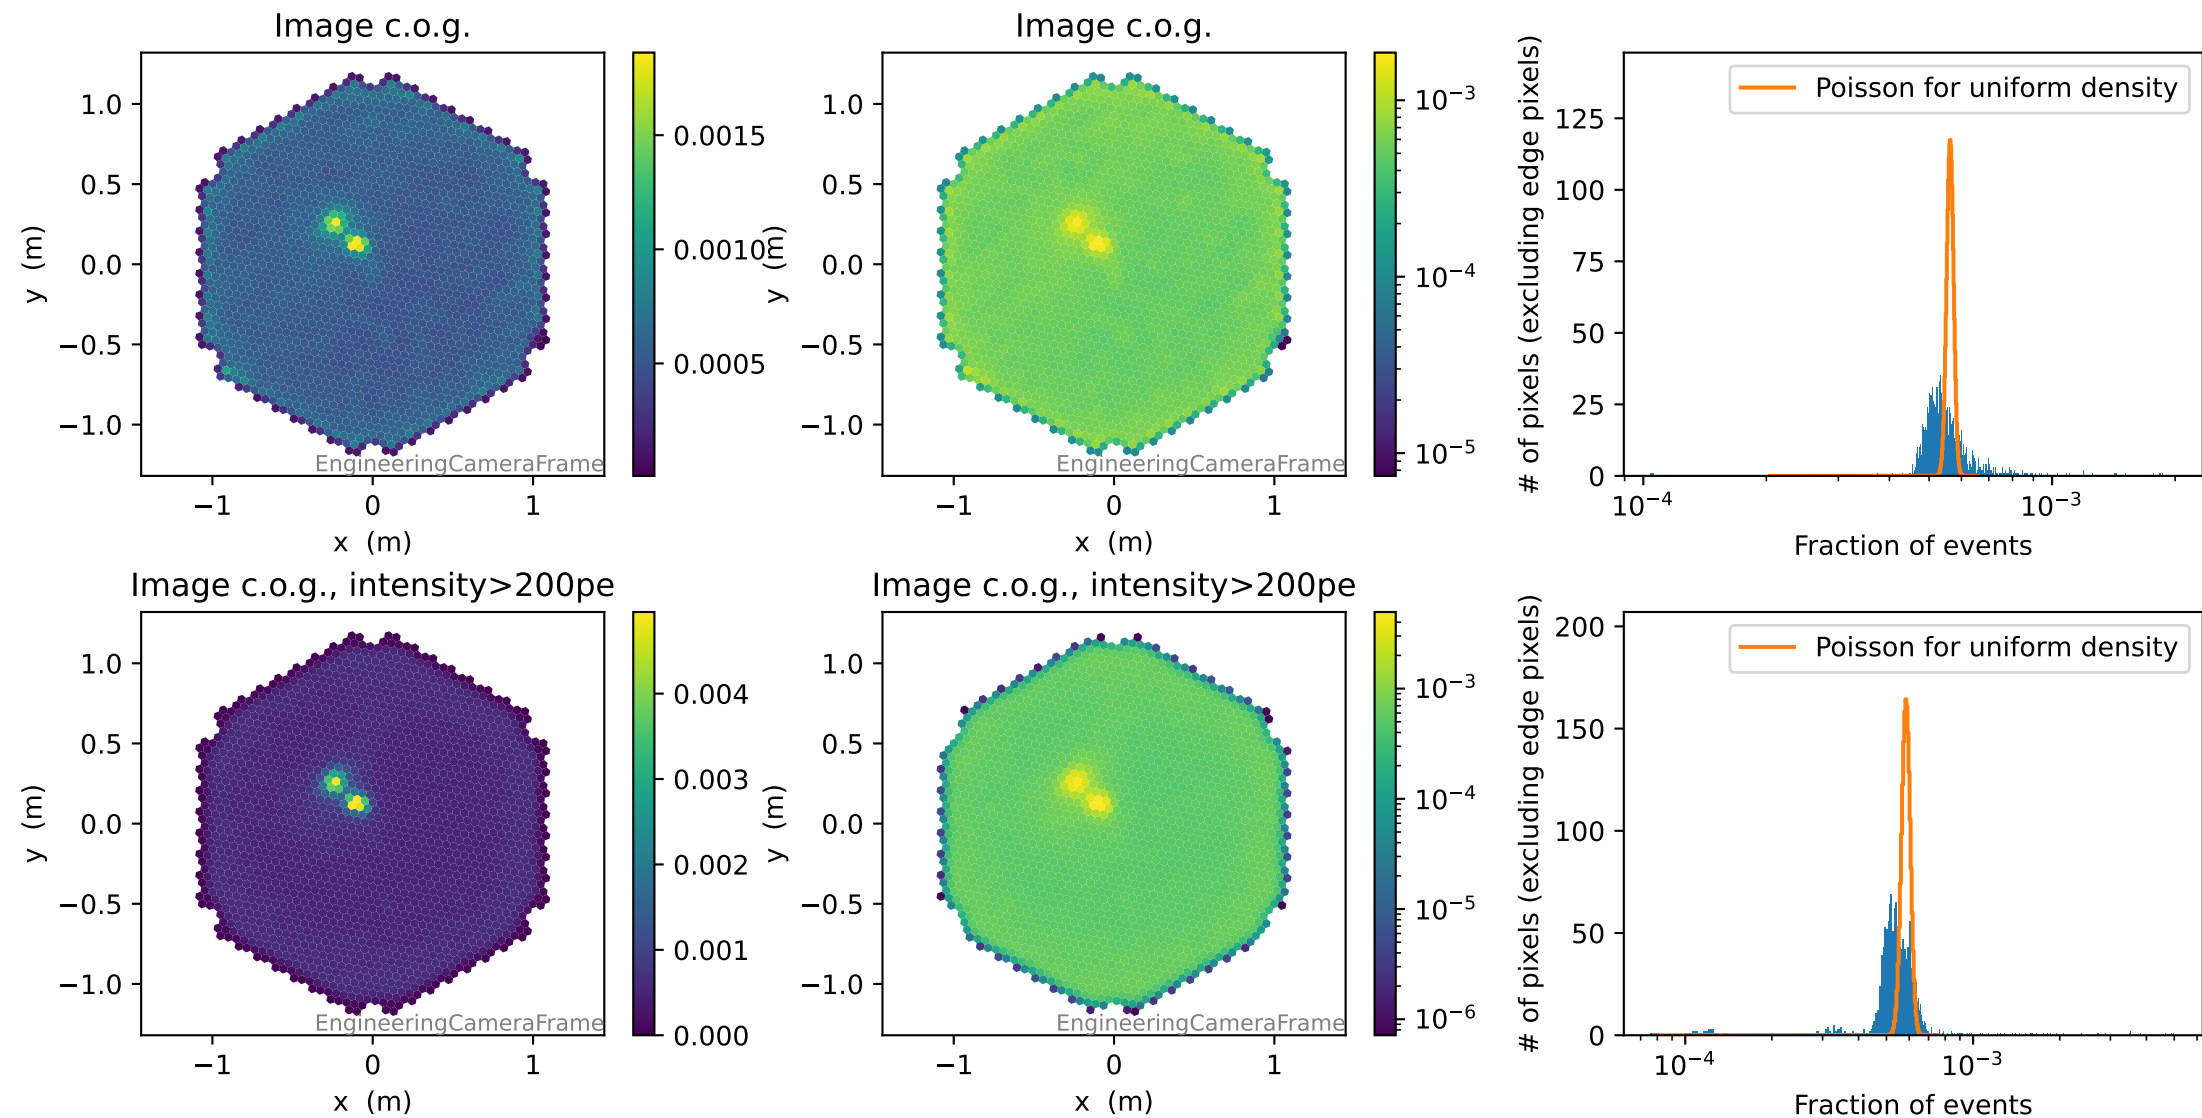 Image c.o.g.
1.0
0.5
0.0
−0.5
−1.0
y (m)
−1
0
1
x (m)
EngineeringCameraFrame
0.0015
0.0010
0.0005
Image c.o.g.
1.0
0.5
0.0
−0.5
−1.0
y (m)
−1
0
1
x (m)
EngineeringCameraFrame
10⁻³
10⁻⁴
10⁻⁵
Poisson for uniform density
125
100
75
50
25
0
# of pixels (excluding edge pixels)
10⁻⁴
10⁻³
Fraction of events
Image c.o.g., intensity>200pe
1.0
0.5
0.0
−0.5
−1.0
y (m)
−1
0
1
x (m)
EngineeringCameraFrame
0.004
0.003
0.002
0.001
0.000
Image c.o.g., intensity>200pe
1.0
0.5
0.0
−0.5
−1.0
y (m)
−1
0
1
x (m)
EngineeringCameraFrame
10⁻³
10⁻⁴
10⁻⁵
10⁻⁶
Poisson for uniform density
200
150
100
50
0
# of pixels (excluding edge pixels)
10⁻⁴
10⁻³
Fraction of events